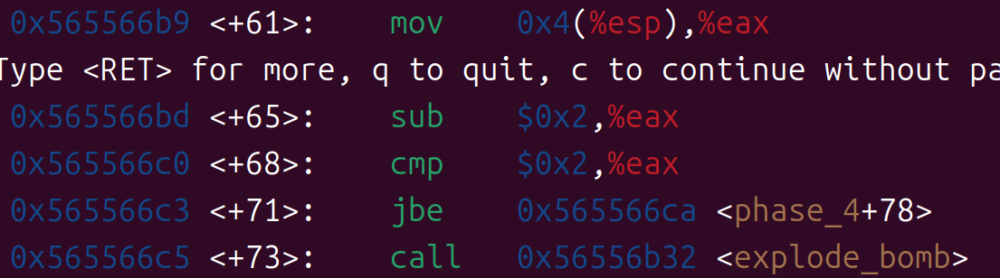 0x565566b9 <+61>: mov 0x4(%esp),%eax
Type <RET> for more, q to quit, c to continue without pa
0x565566bd <+65>: sub $0x2,%eax
0x565566c0 <+68>: cmp $0x2,%eax
0x565566c3 <+71>: jbe 0x565566ca <phase_4+78>
0x565566c5 <+73>: call 0x56556b32 <explode_bomb>